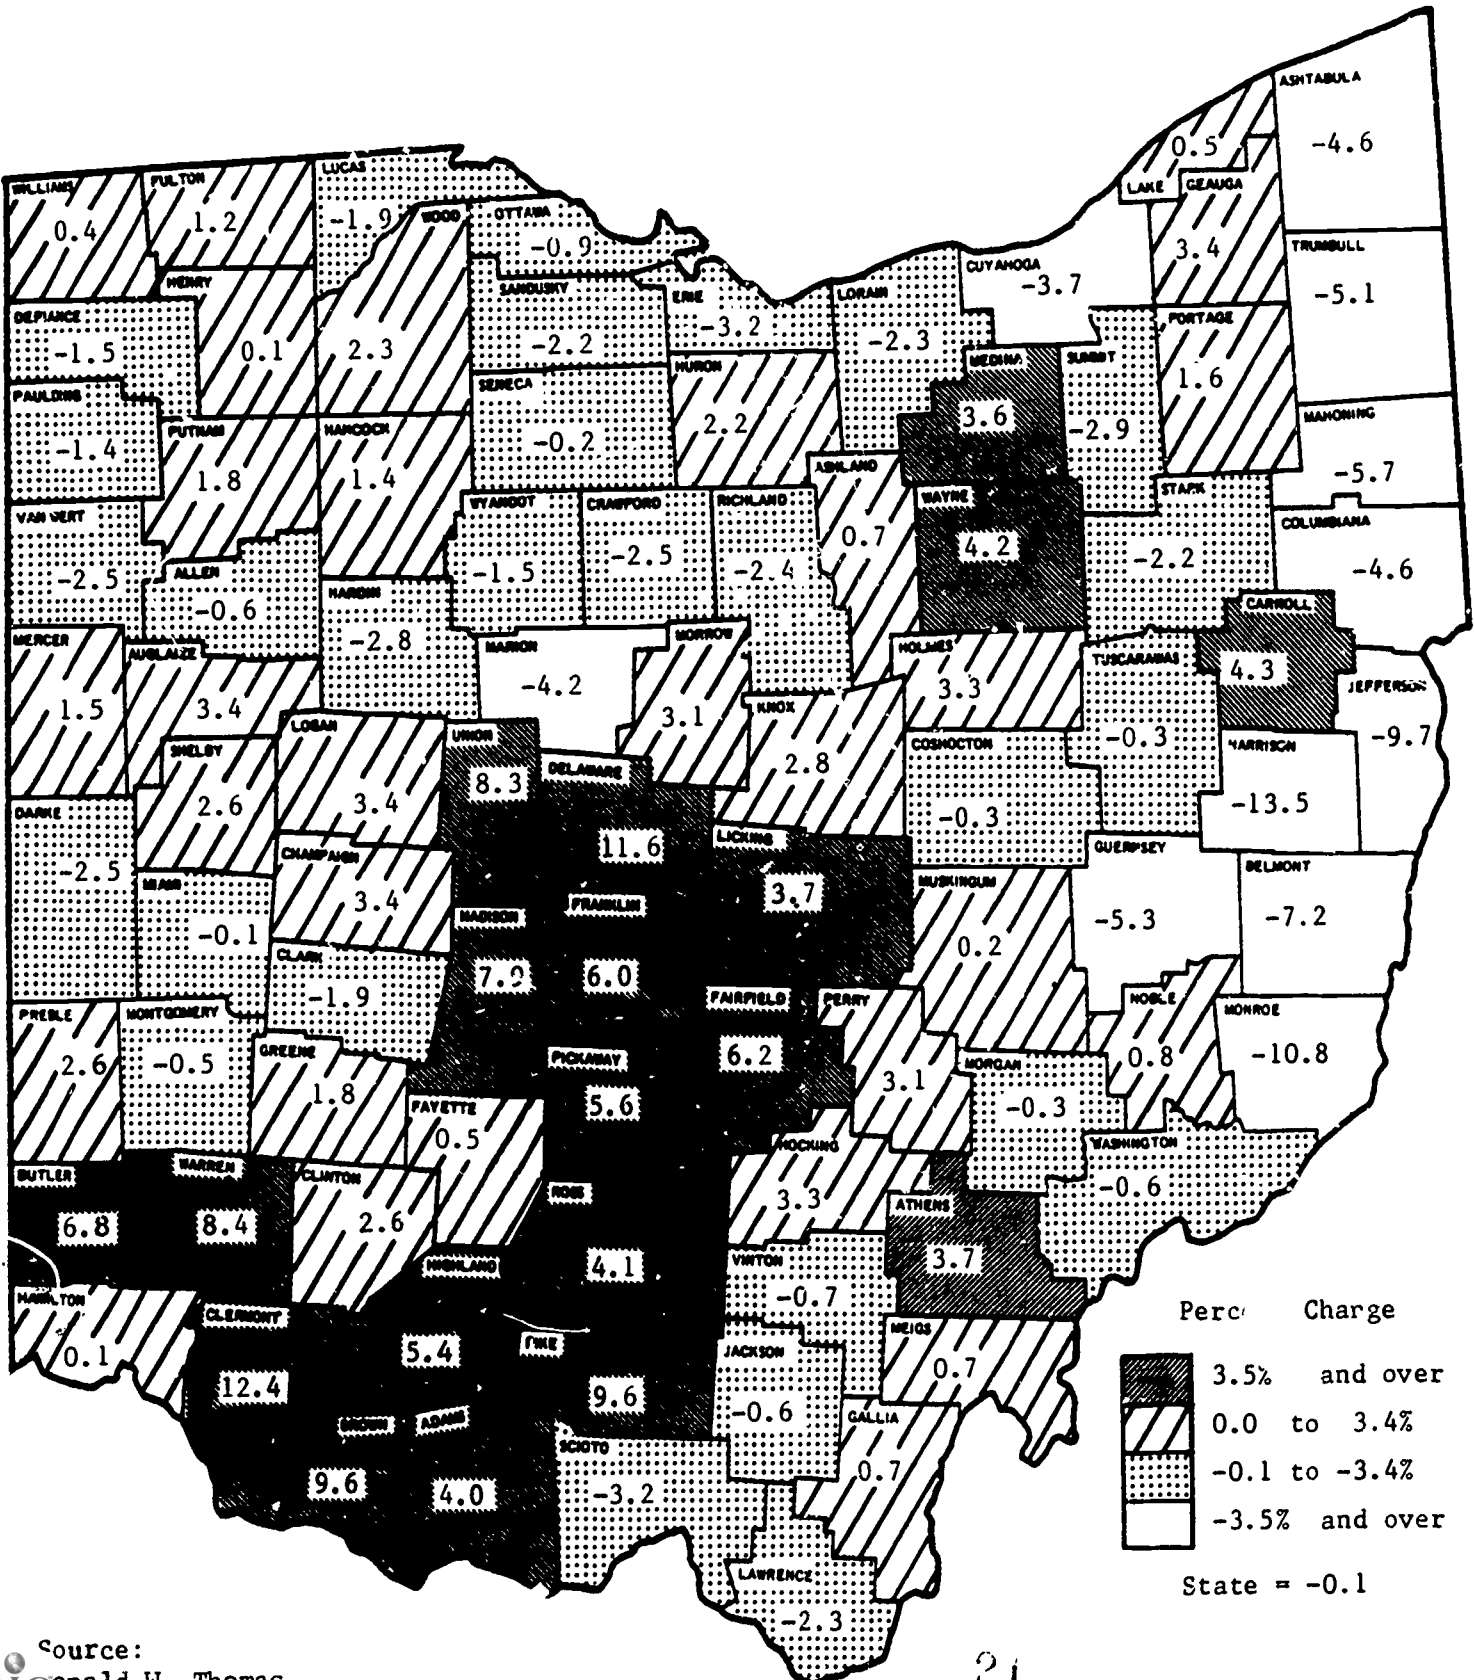 ASHTABULA
0.5
-4.6
LAKE
GEAUGA
WILLIAMS
FULTON
LUCAS
0.4
1.2
-1.9
WOOD
OTTAWA
-0.9
3.4
TRUMBULL
-5.1
HENRY
SANDUSKY
ERIE
LORAIN
CUYAHOGA
-3.7
DEFIANCE
-1.5
0.1
2.3
-2.2
-3.2
-2.3
PORTAGE
MEDINA
SUMMIT
1.6
PAULDING
-1.4
SENECA
HURON
-0.2
2.2
3.6
-2.9
MAHONING
-5.7
PUTNAM
HANCOCK
1.8
1.4
ASHLAND
WAYNE
STARK
VAN WERT
WYANDOT
CRAWFORD
RICHLAND
COLUMBIANA
-2.5
ALLEN
-0.6
HARDIN
-1.5
-2.5
-2.4
0.7
4.2
-2.2
-4.6
MERCER
AUGLAIZE
-2.8
MARION
MORROW
HOLMES
TUSCARAWAS
CARROLL
1.5
3.4
-4.2
3.1
KNOX
3.3
4.3
JEFFERSON
SHELBY
LOGAN
UNION
DELAWARE
2.8
COSHOCTON
-0.3
HARRISON
-9.7
DARKE
2.6
3.4
8.3
11.6
LICKING
-0.3
-13.5
-2.5
MIAMI
CHAMPAIGN
3.4
MADISON
FRANKLIN
3.7
MUSKINGUM
GUERNSEY
BELMONT
-0.1
CLARK
-1.9
7.9
6.0
0.2
-5.3
-7.2
PREBLE
MONTGOMERY
FAIRFIELD
PERRY
NOBLE
MONROE
2.6
-0.5
GREENE
1.8
PICKAWAY
6.2
3.1
MORGAN
0.8
-10.8
FAYETTE
5.6
-0.3
0.5
HOCKING
WASHINGTON
BUTLER
WARREN
CLINTON
ROSS
3.3
ATHENS
-0.6
6.8
8.4
2.6
HIGHLAND
4.1
VINTON
3.7
HAMILTON
CLERMONT
-0.7
MEIGS
0.1
5.4
PIKE
JACKSON
0.7
12.4
9.6
-0.6
GALLIA
BROWN
ADAMS
SCIOTO
9.6
4.0
-3.2
0.7
LAWRENCE
-2.3
Perc Charge
3.5% and over
0.0 to 3.4%
-0.1 to -3.4%
-3.5% and over
State = -0.1
Source: